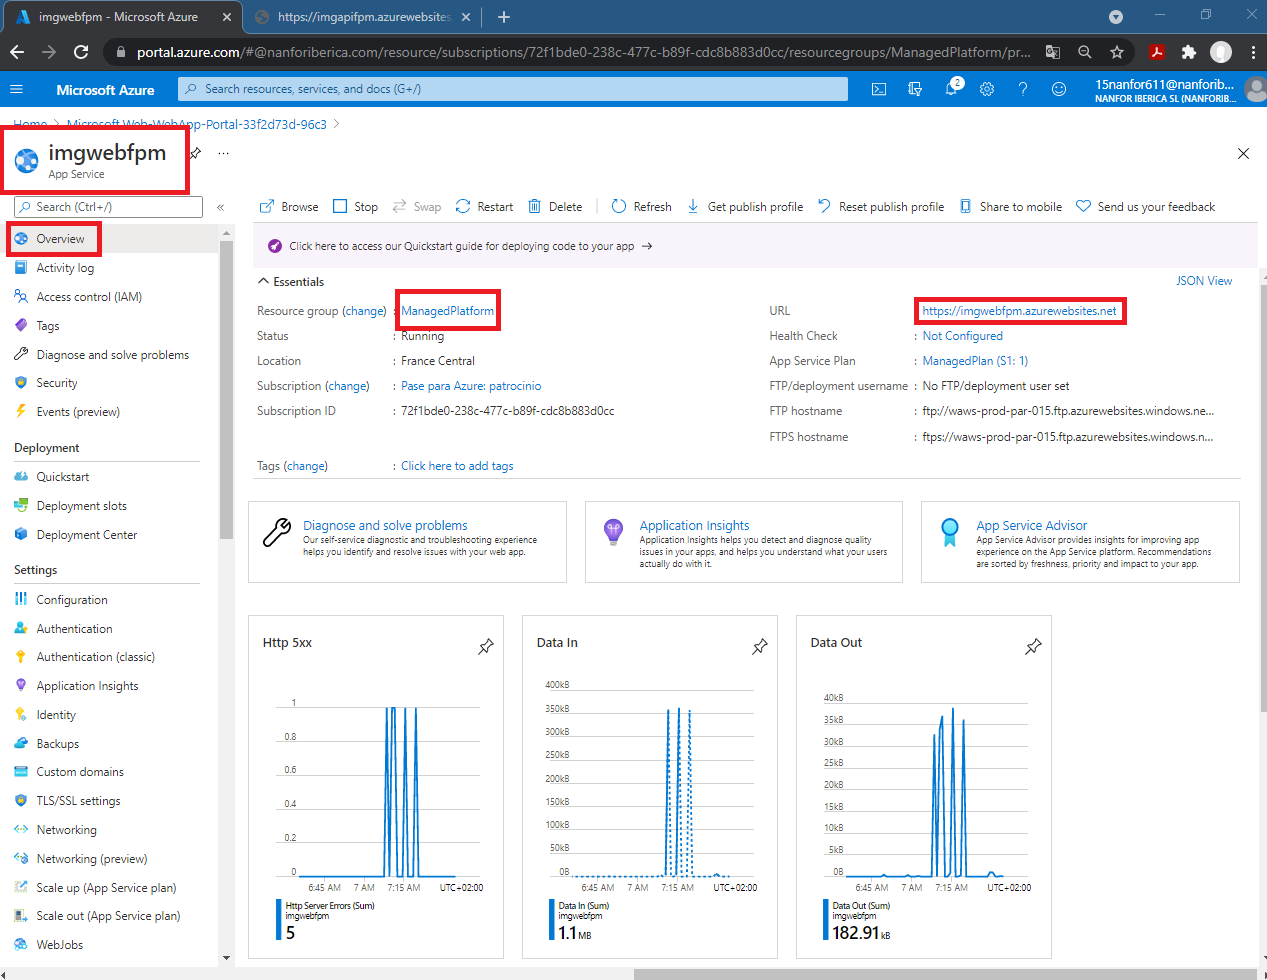 imgwebfpm - Microsoft Azure
https://imgapifpm.azurewebsites.
portal.azure.com/#@nanforiberica.com/resource/subscriptions/72f1bde0-238c-477c-b89f-cdc8b883d0cc/resourcegroups/ManagedPlatform/pr...
Microsoft Azure
Search resources, services, and docs (G+/)
2
15nanfor611@nanforib...
NANFOR IBERICA SL (NANFORIB...
Home > Microsoft.Web-WebApp-Portal-33f2d73d-96c3 >
imgwebfpm
...
App Service
Search (Ctrl+/)
«
Browse
Stop
Swap
Restart
Delete
Refresh
Get publish profile
Reset publish profile
Share to mobile
Send us your feedback
Overview
Activity log
Access control (IAM)
Tags
Diagnose and solve problems
Security
Events (preview)
Deployment
Quickstart
Deployment slots
Deployment Center
Settings
Configuration
Authentication
Authentication (classic)
Application Insights
Identity
Backups
Custom domains
TLS/SSL settings
Networking
Networking (preview)
Scale up (App Service plan)
Scale out (App Service plan)
WebJobs
Click here to access our Quickstart guide for deploying code to your app →
Essentials
JSON View
Resource group (change) : ManagedPlatform
Status : Running
Location : France Central
Subscription (change) : Pase para Azure: patrocinio
Subscription ID : 72f1bde0-238c-477c-b89f-cdc8b883d0cc
Tags (change) : Click here to add tags
URL : https://imgwebfpm.azurewebsites.net
Health Check : Not Configured
App Service Plan : ManagedPlan (S1: 1)
FTP/deployment username : No FTP/deployment user set
FTP hostname : ftp://waws-prod-par-015.ftp.azurewebsites.windows.ne...
FTPS hostname : ftps://waws-prod-par-015.ftp.azurewebsites.windows.n...
Diagnose and solve problems
Our self-service diagnostic and troubleshooting experience
helps you identify and resolve issues with your web app.
Application Insights
Application Insights helps you detect and diagnose quality
issues in your apps, and helps you understand what your users
actually do with it.
App Service Advisor
App Service Advisor provides insights for improving app
experience on the App Service platform. Recommendations
are sorted by freshness, priority and impact to your app.
Http 5xx
1
0.8
0.6
0.4
0.2
0
6:45 AM 7 AM 7:15 AM UTC+02:00
Http Server Errors (Sum)
imgwebfpm
5
Data In
400kB
350kB
300kB
250kB
200kB
150kB
100kB
50kB
0B
6:45 AM 7 AM 7:15 AM UTC+02:00
Data In (Sum)
imgwebfpm
1.1 MB
Data Out
40kB
35kB
30kB
25kB
20kB
15kB
10kB
5kB
0B
6:45 AM 7 AM 7:15 AM UTC+02:00
Data Out (Sum)
imgwebfpm
182.91 kB